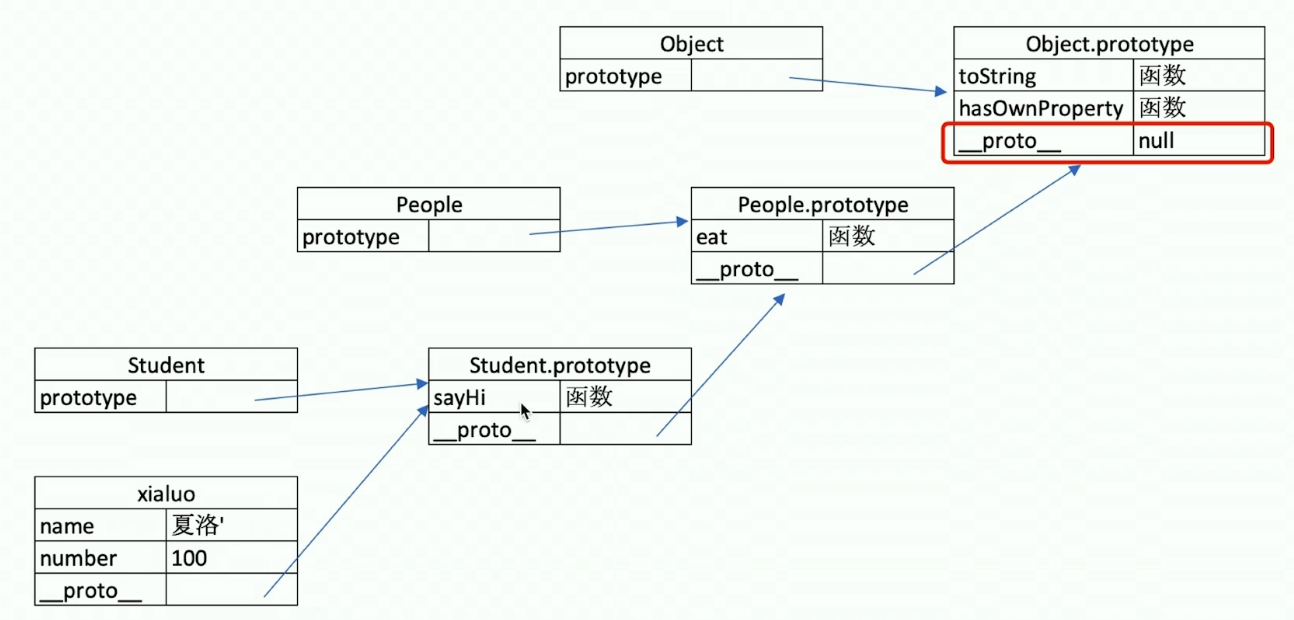 Object
prototype
Object.prototype
toString 函数
hasOwnProperty 函数
__proto__ null
People
prototype
People.prototype
eat 函数
__proto__
Student
prototype
Student.prototype
sayHi 函数
__proto__
xialuo
name 夏洛'
number 100
__proto__